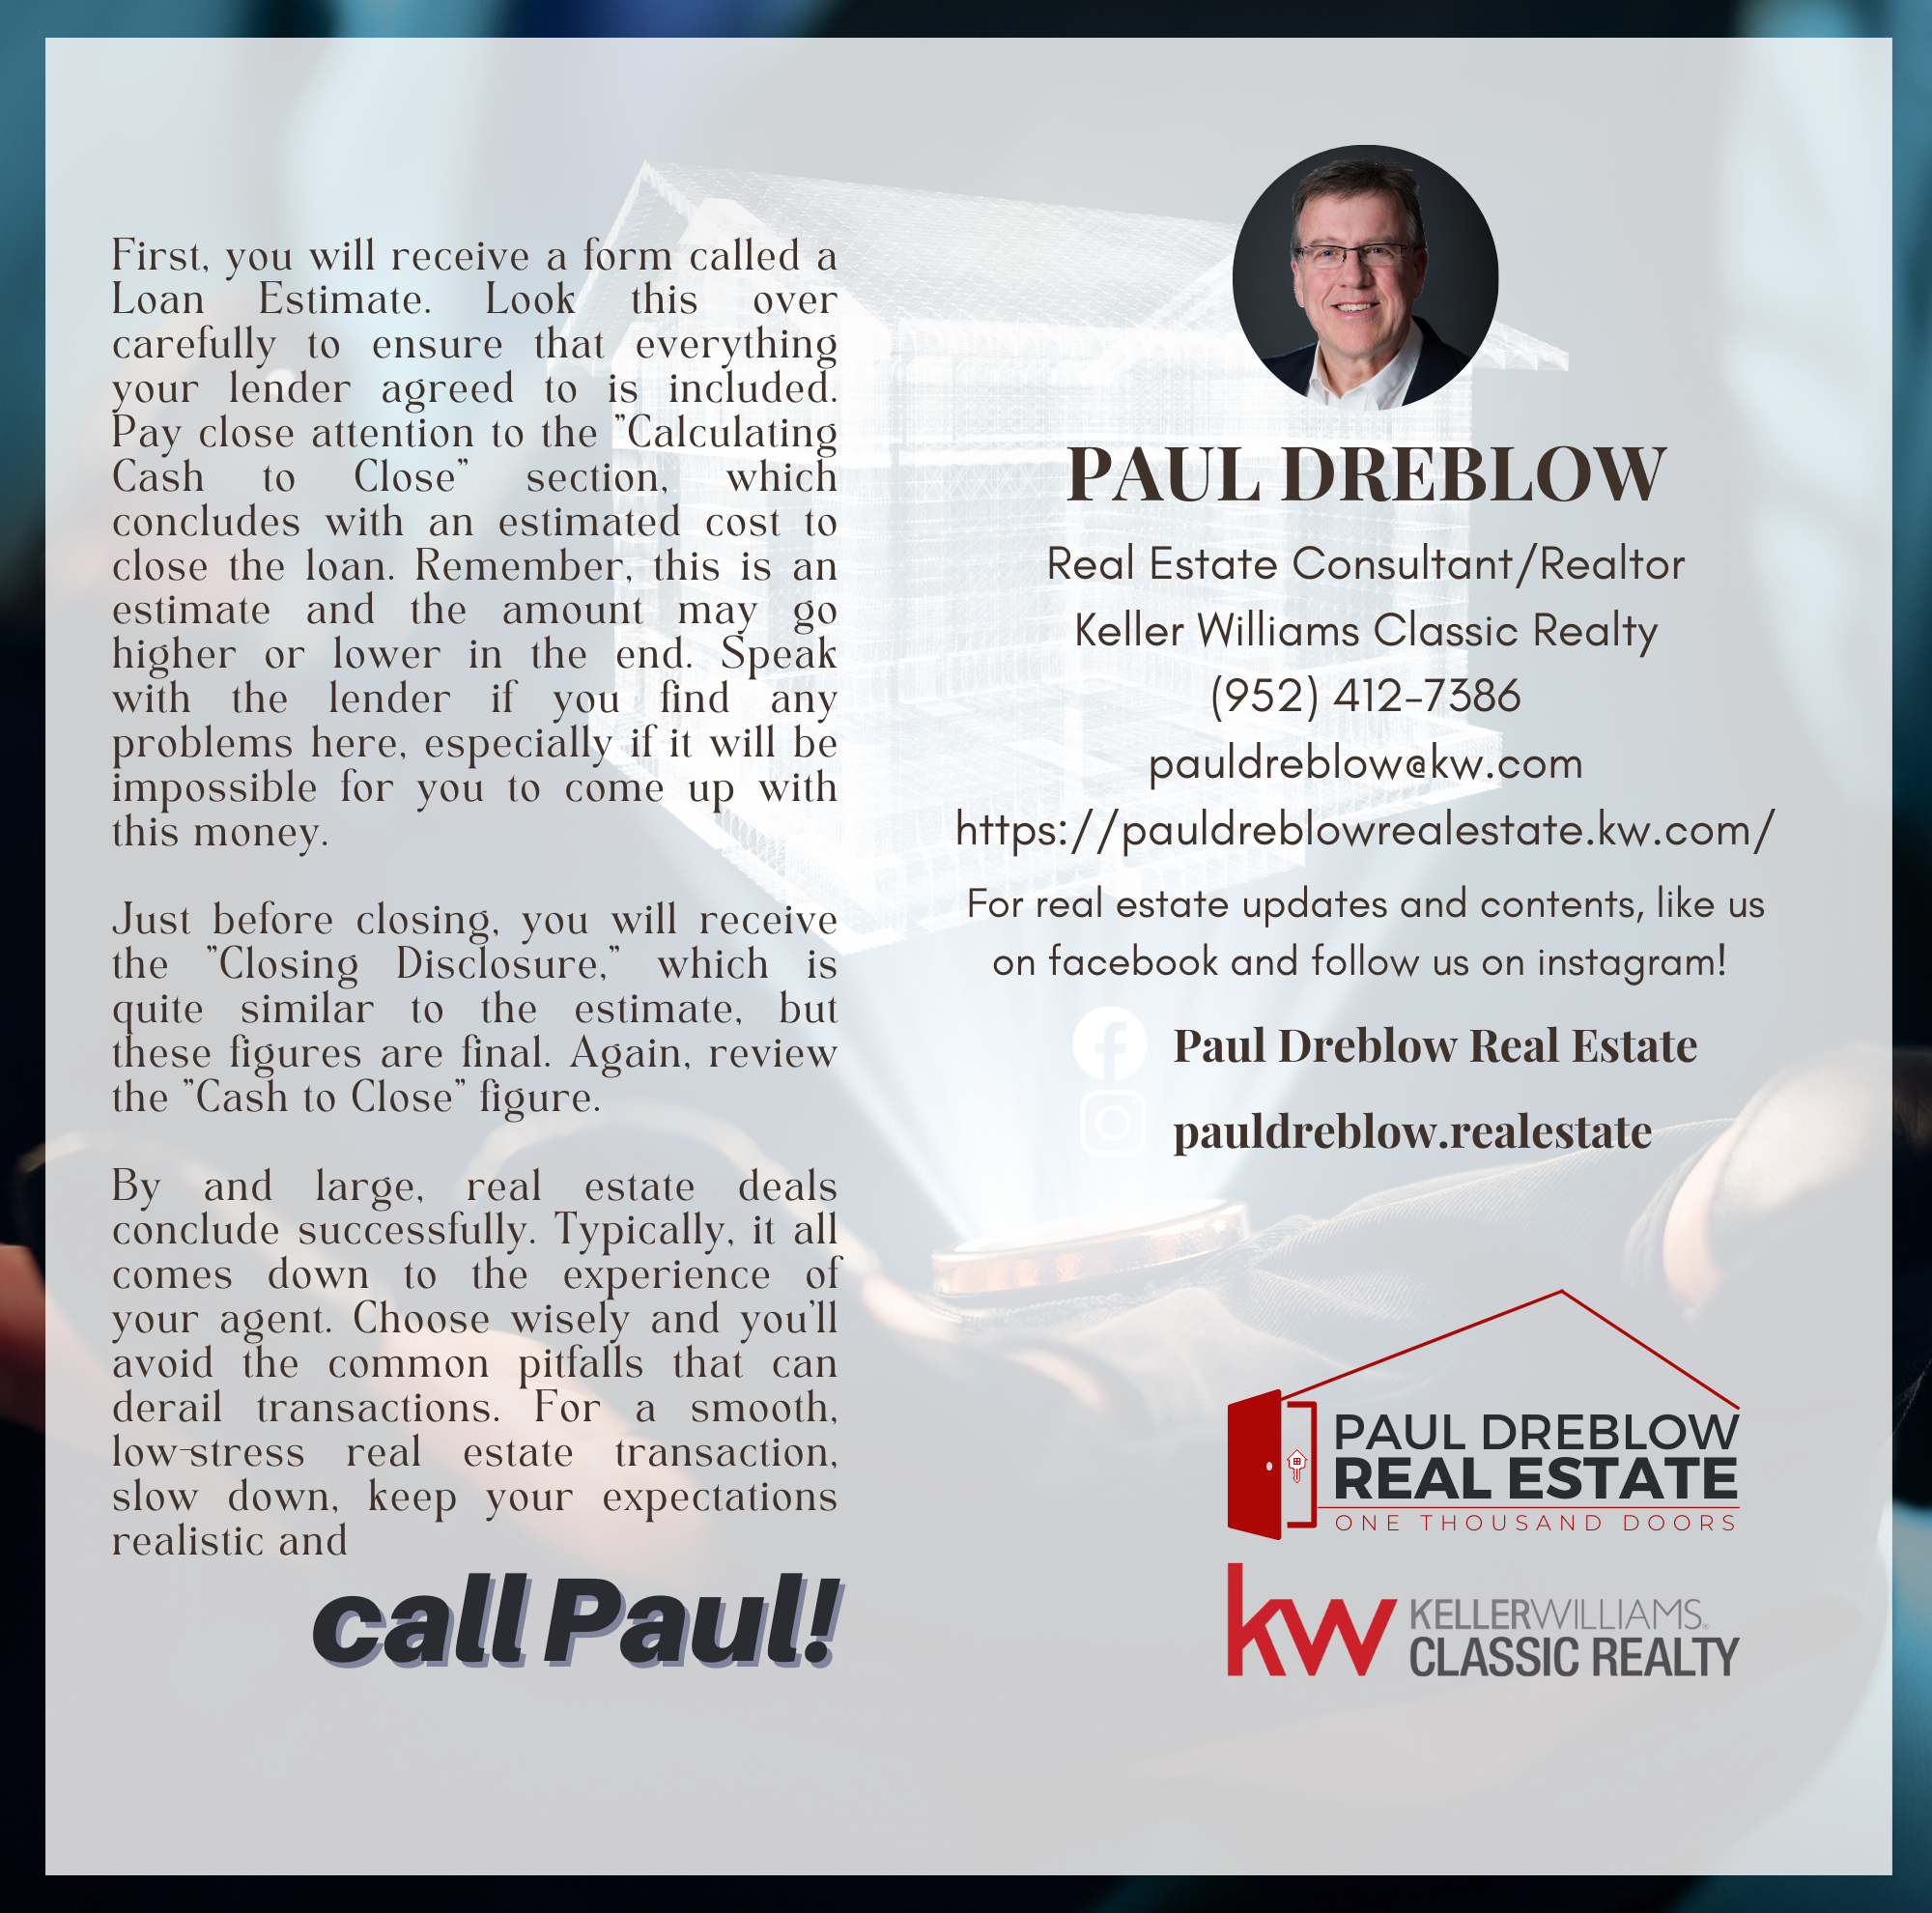 First, you will receive a form called a
Loan Estimate. Look this over
carefully to ensure that everything
your lender agreed to is included.
Pay close attention to the "Calculating
Cash to Close" section, which
concludes with an estimated cost to
close the loan. Remember, this is an
estimate and the amount may go
higher or lower in the end. Speak
with the lender if you find any
problems here, especially if it will be
impossible for you to come up with
this money.
Just before closing, you will receive
the "Closing Disclosure," which is
quite similar to the estimate, but
these figures are final. Again, review
the "Cash to Close" figure.
By and large, real estate deals
conclude successfully. Typically, it all
comes down to the experience of
your agent. Choose wisely and you'll
avoid the common pitfalls that can
derail transactions. For a smooth,
low-stress real estate transaction,
slow down, keep your expectations
realistic and
call Paul!
PAUL DREBLOW
Real Estate Consultant/Realtor
Keller Williams Classic Realty
(952) 412-7386
pauldreblow@kw.com
https://pauldreblowrealestate.kw.com/
For real estate updates and contents, like us
on facebook and follow us on instagram!
Paul Dreblow Real Estate
pauldreblow.realestate
PAUL DREBLOW
REAL ESTATE
ONE THOUSAND DOORS
kw KELLERWILLIAMS®
CLASSIC REALTY